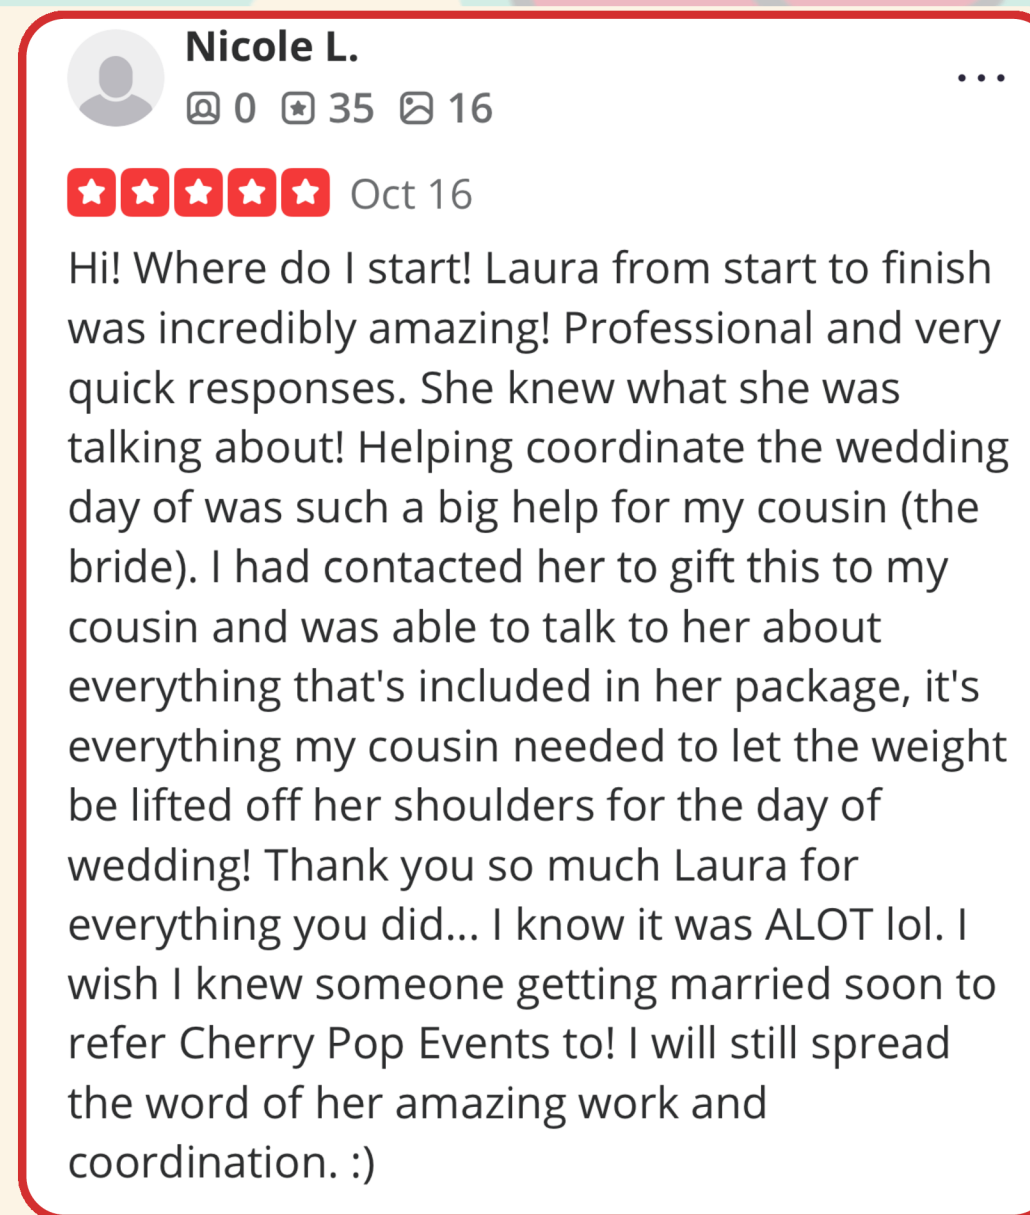 Nicole L.
0 35 16
Oct 16
Hi! Where do I start! Laura from start to finish
was incredibly amazing! Professional and very
quick responses. She knew what she was
talking about! Helping coordinate the wedding
day of was such a big help for my cousin (the
bride). I had contacted her to gift this to my
cousin and was able to talk to her about
everything that's included in her package, it's
everything my cousin needed to let the weight
be lifted off her shoulders for the day of
wedding! Thank you so much Laura for
everything you did... I know it was ALOT lol. I
wish I knew someone getting married soon to
refer Cherry Pop Events to! I will still spread
the word of her amazing work and
coordination. :)